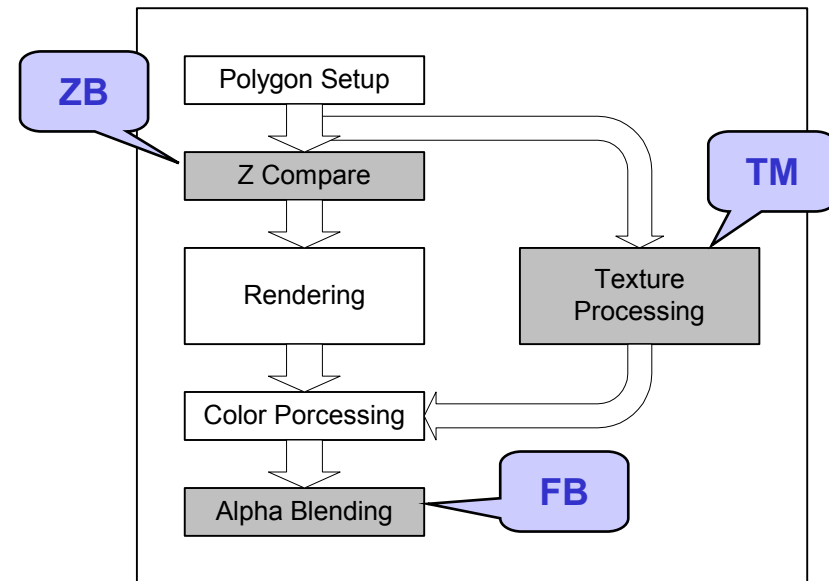 Polygon Setup
ZB
Z Compare
TM
Rendering
Texture
Processing
Color Porcessing
Alpha Blending
FB